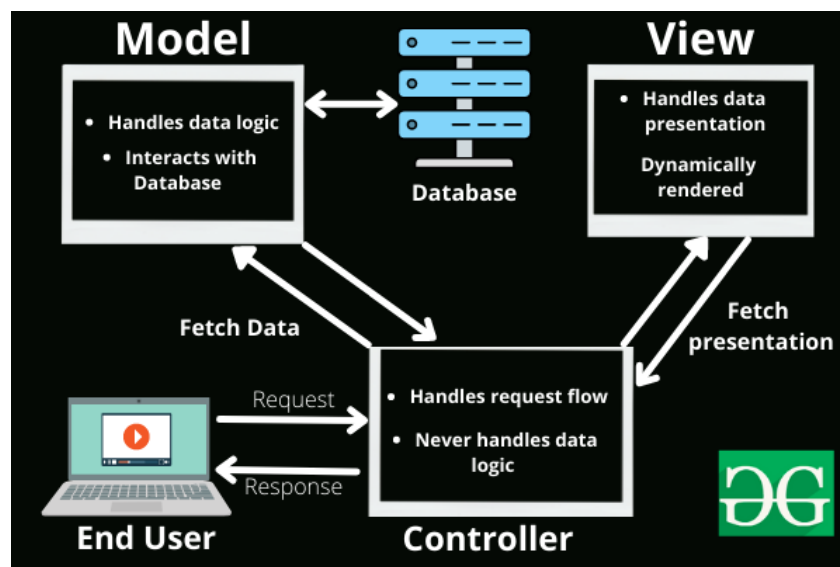 Model
View
• Handles data logic
• Interacts with
Database
Database
• Handles data
presentation
Dynamically
rendered
Fetch Data
Fetch
presentation
Request
Response
• Handles request flow
• Never handles data
logic
End User
Controller